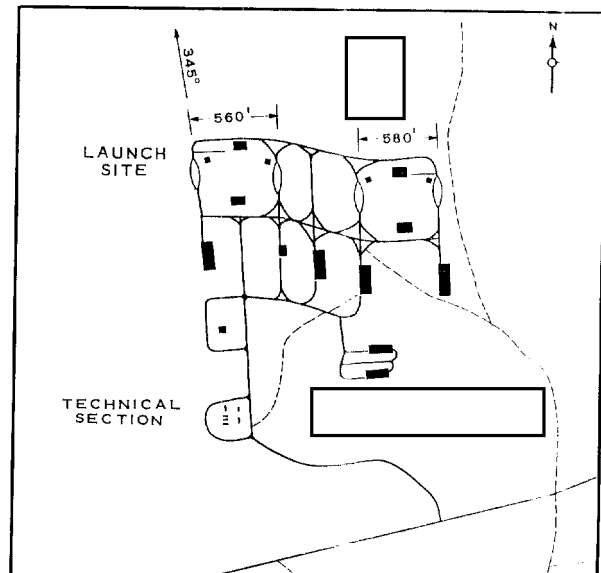 N
345°
560'
580'
LAUNCH
SITE
TECHNICAL
SECTION